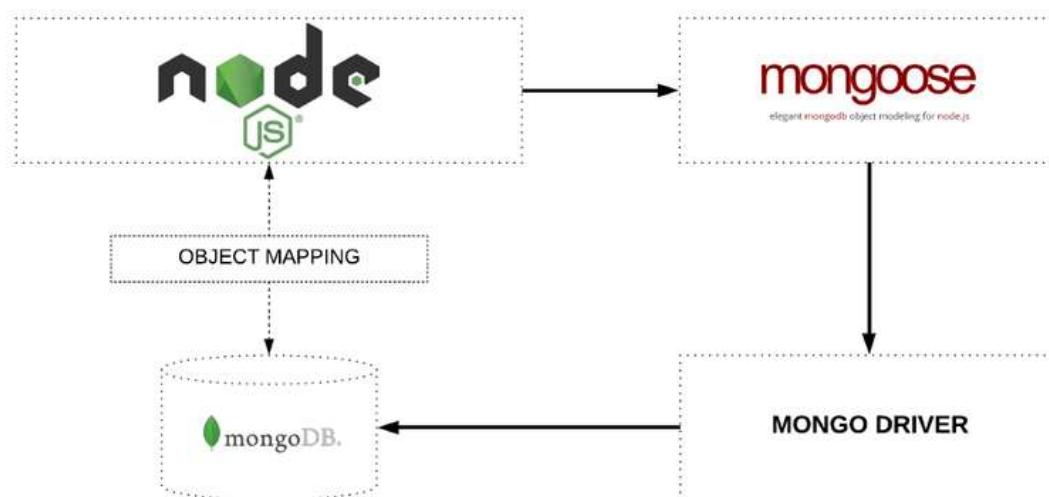 node
JS®
mongoose
elegant mongodb object modeling for node.js
OBJECT MAPPING
mongoDB.
MONGO DRIVER